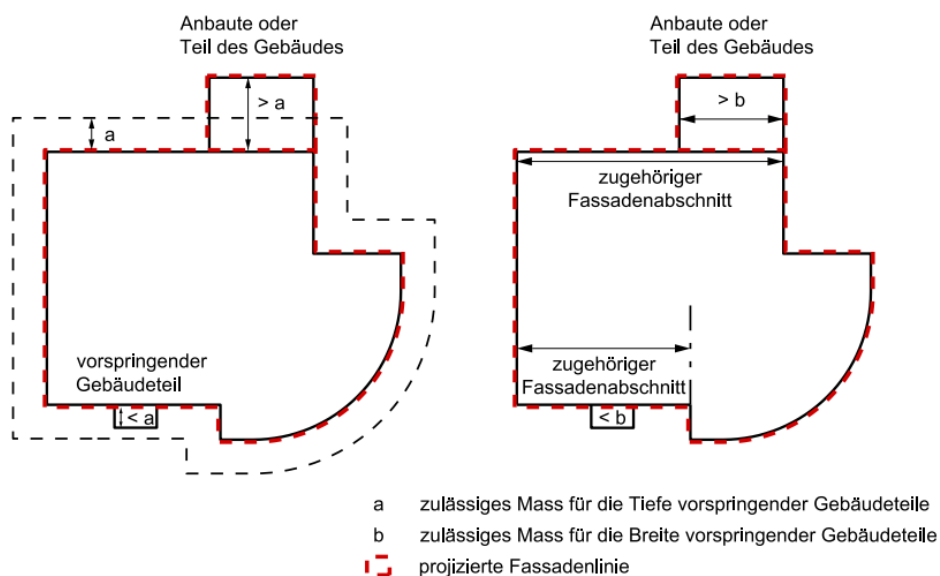 Anbaute oder
Teil des Gebäudes
> a
a
vorspringender
Gebäudeteil
< a
Anbaute oder
Teil des Gebäudes
> b
zugehöriger
Fassadenabschnitt
zugehöriger
Fassadenabschnitt
< b
a zulässiges Mass für die Tiefe vorspringender Gebäudeteile
b zulässiges Mass für die Breite vorspringender Gebäudeteile
projizierte Fassadenlinie